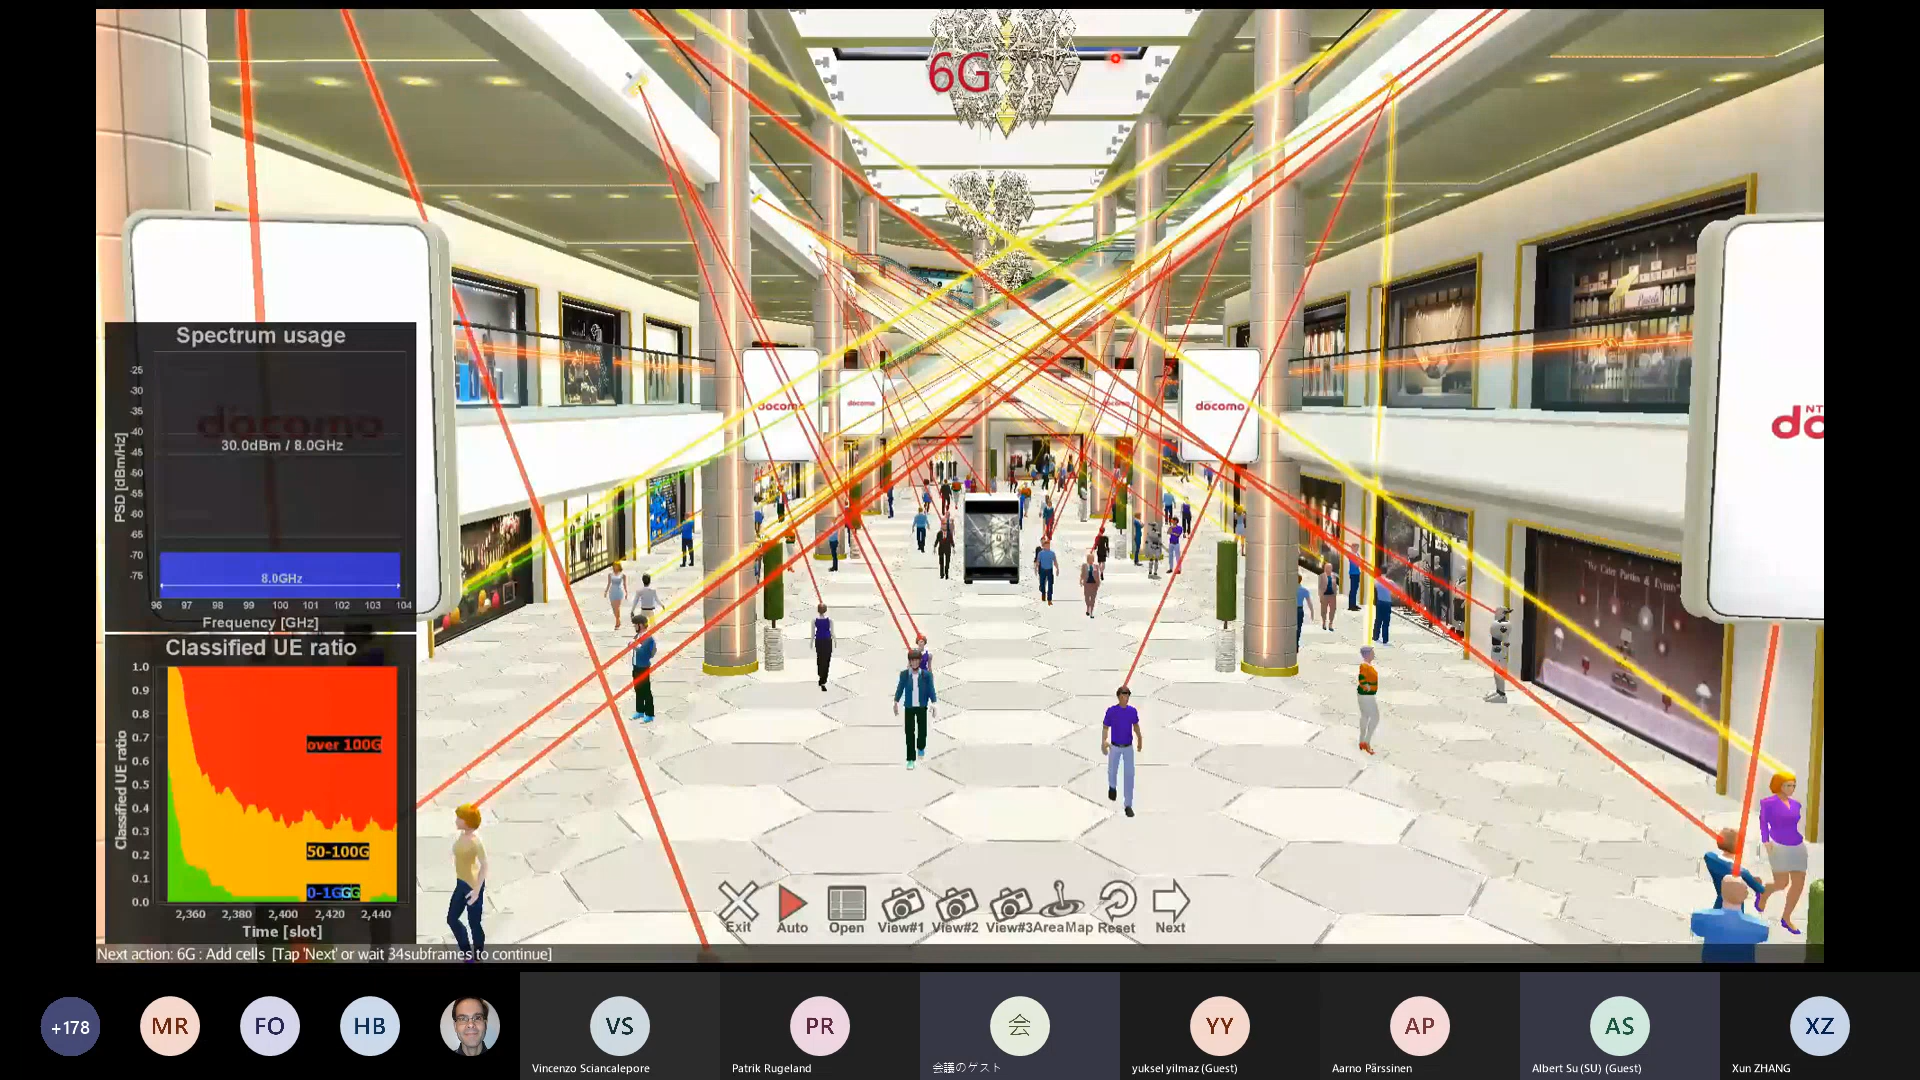 6G
Spectrum usage
docomo
30.0dBm / 8.0GHz
PSD [dBm/Hz]
-25
-30
-35
-40
-45
-50
-55
-60
-65
-70
-75
8.0GHz
96 97 98 99 100 101 102 103 104
Frequency [GHz]
Classified UE ratio
Classified UE ratio
1.0
0.9
0.8
0.7
0.6
0.5
0.4
0.3
0.2
0.1
0.0
over 100G
50-100G
2,360 2,380 2,400 2,420 2,440
Time [slot]
docomo
docomo
docomo
docomo
NT
do
"We Cater Parties & Events"
Exit Auto Open View#1 View#2 View#3 AreaMap Reset Next
Next action: 6G : Add cells [Tap 'Next' or wait 34subframes to continue]
+178 MR FO HB VS PR 会 YY AP AS XZ
Vincenzo Sciancalepore Patrik Rugeland 会議のゲスト yuksel yilmaz (Guest) Aarno Pärssinen Albert Su (SU) (Guest) Xun ZHANG